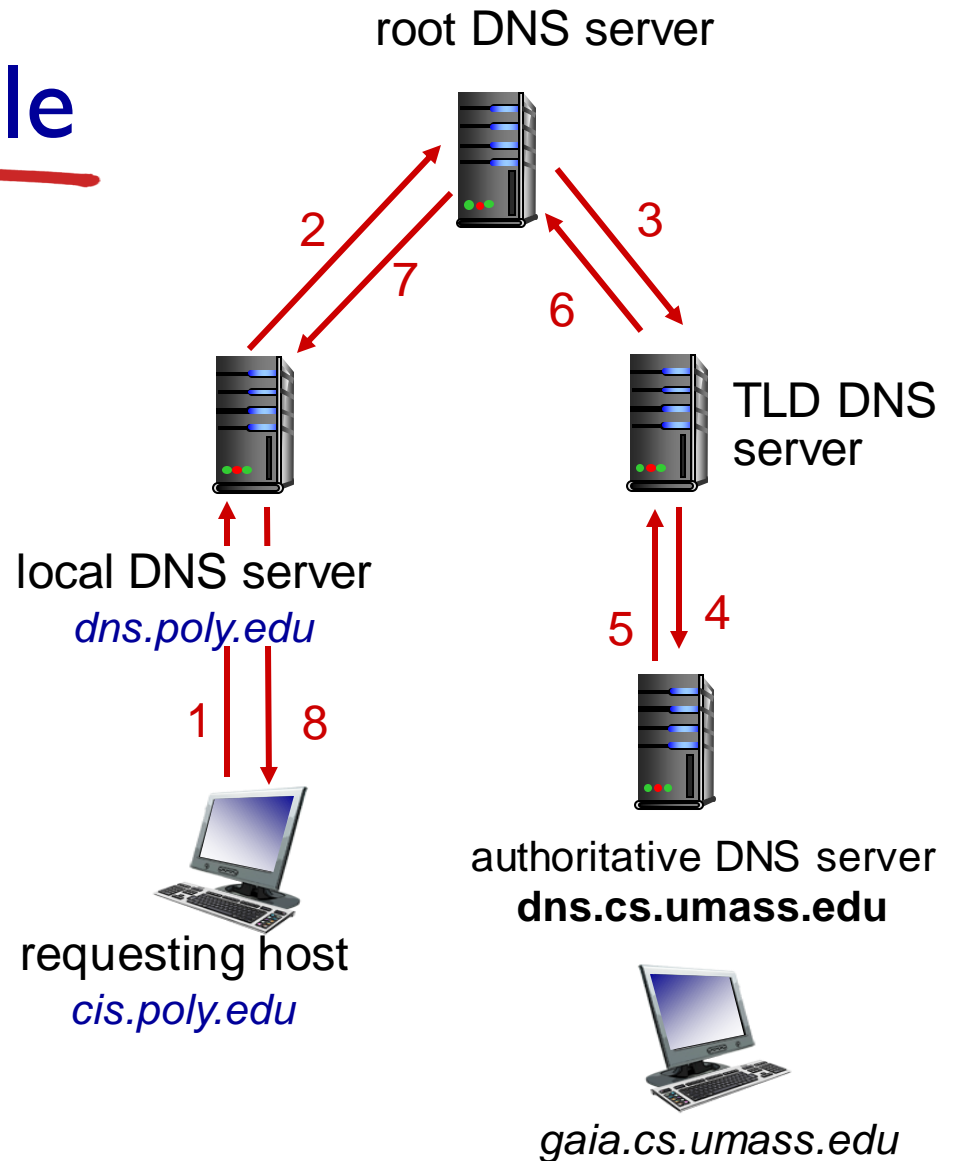 root DNS server
le
2
3
7
6
TLD DNS
server
local DNS server
dns.poly.edu
5
4
1
8
authoritative DNS server
dns.cs.umass.edu
requesting host
cis.poly.edu
gaia.cs.umass.edu